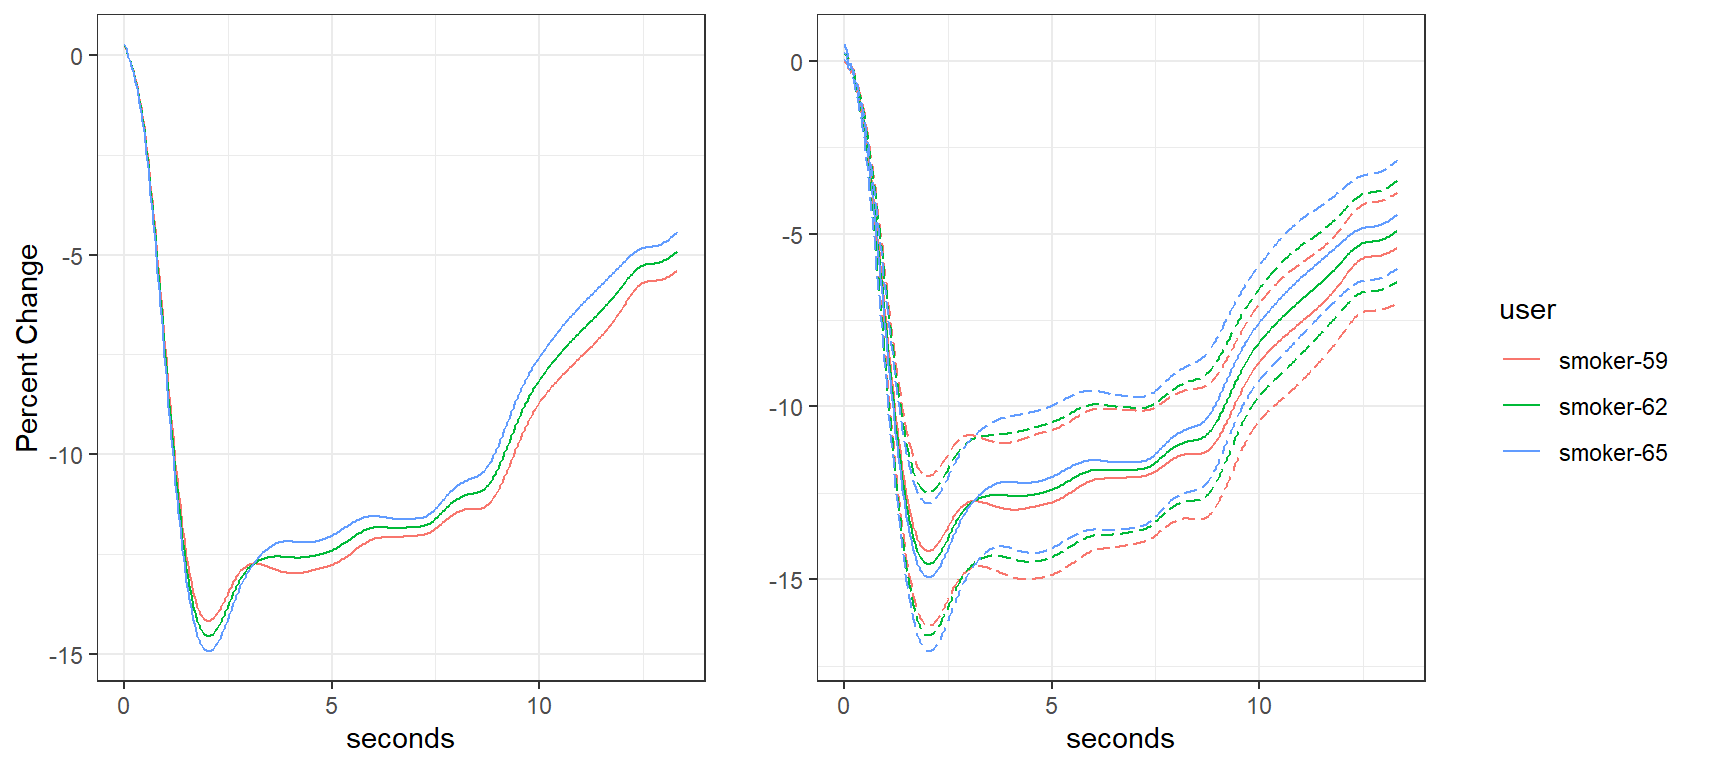 Percent Change
0
-5
-10
-15
0 5 10
seconds
0
-5
-10
-15
0 5 10
seconds
user
smoker-59
smoker-62
smoker-65